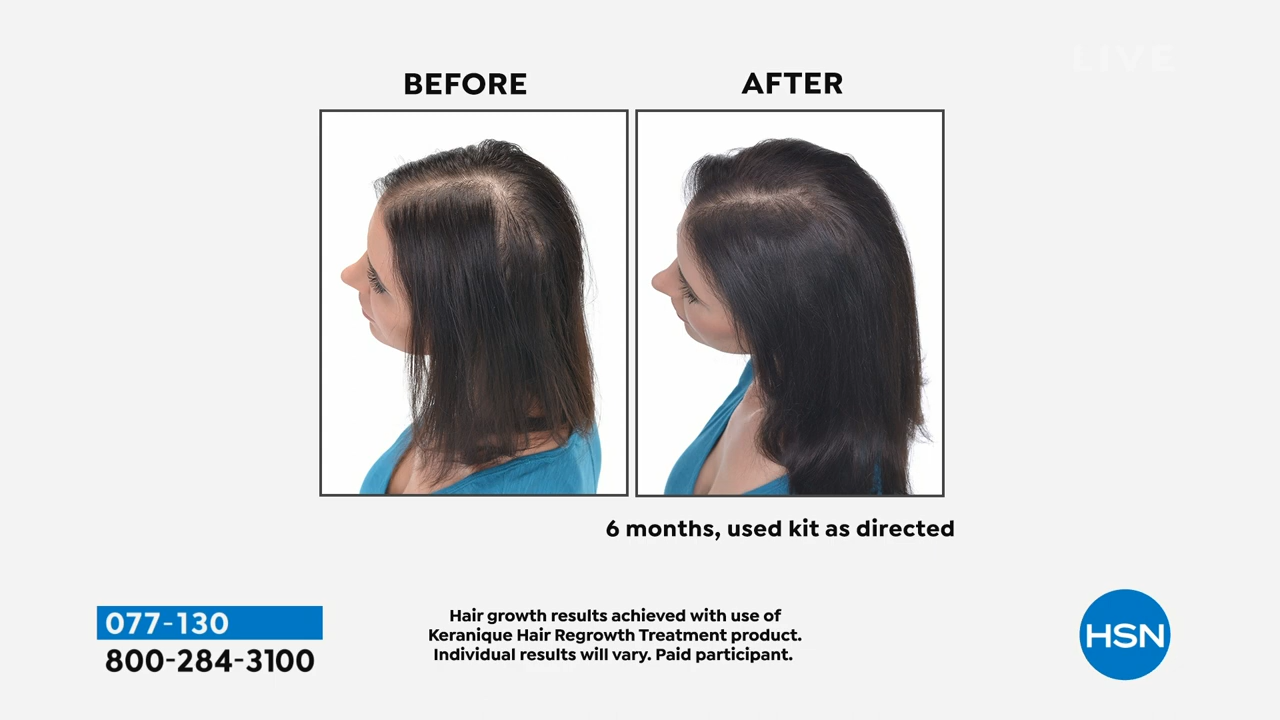 LIVE
BEFORE
AFTER
6 months, used kit as directed
077-130
800-284-3100
Hair growth results achieved with use of
Keranique Hair Regrowth Treatment product.
Individual results will vary. Paid participant.
HSN